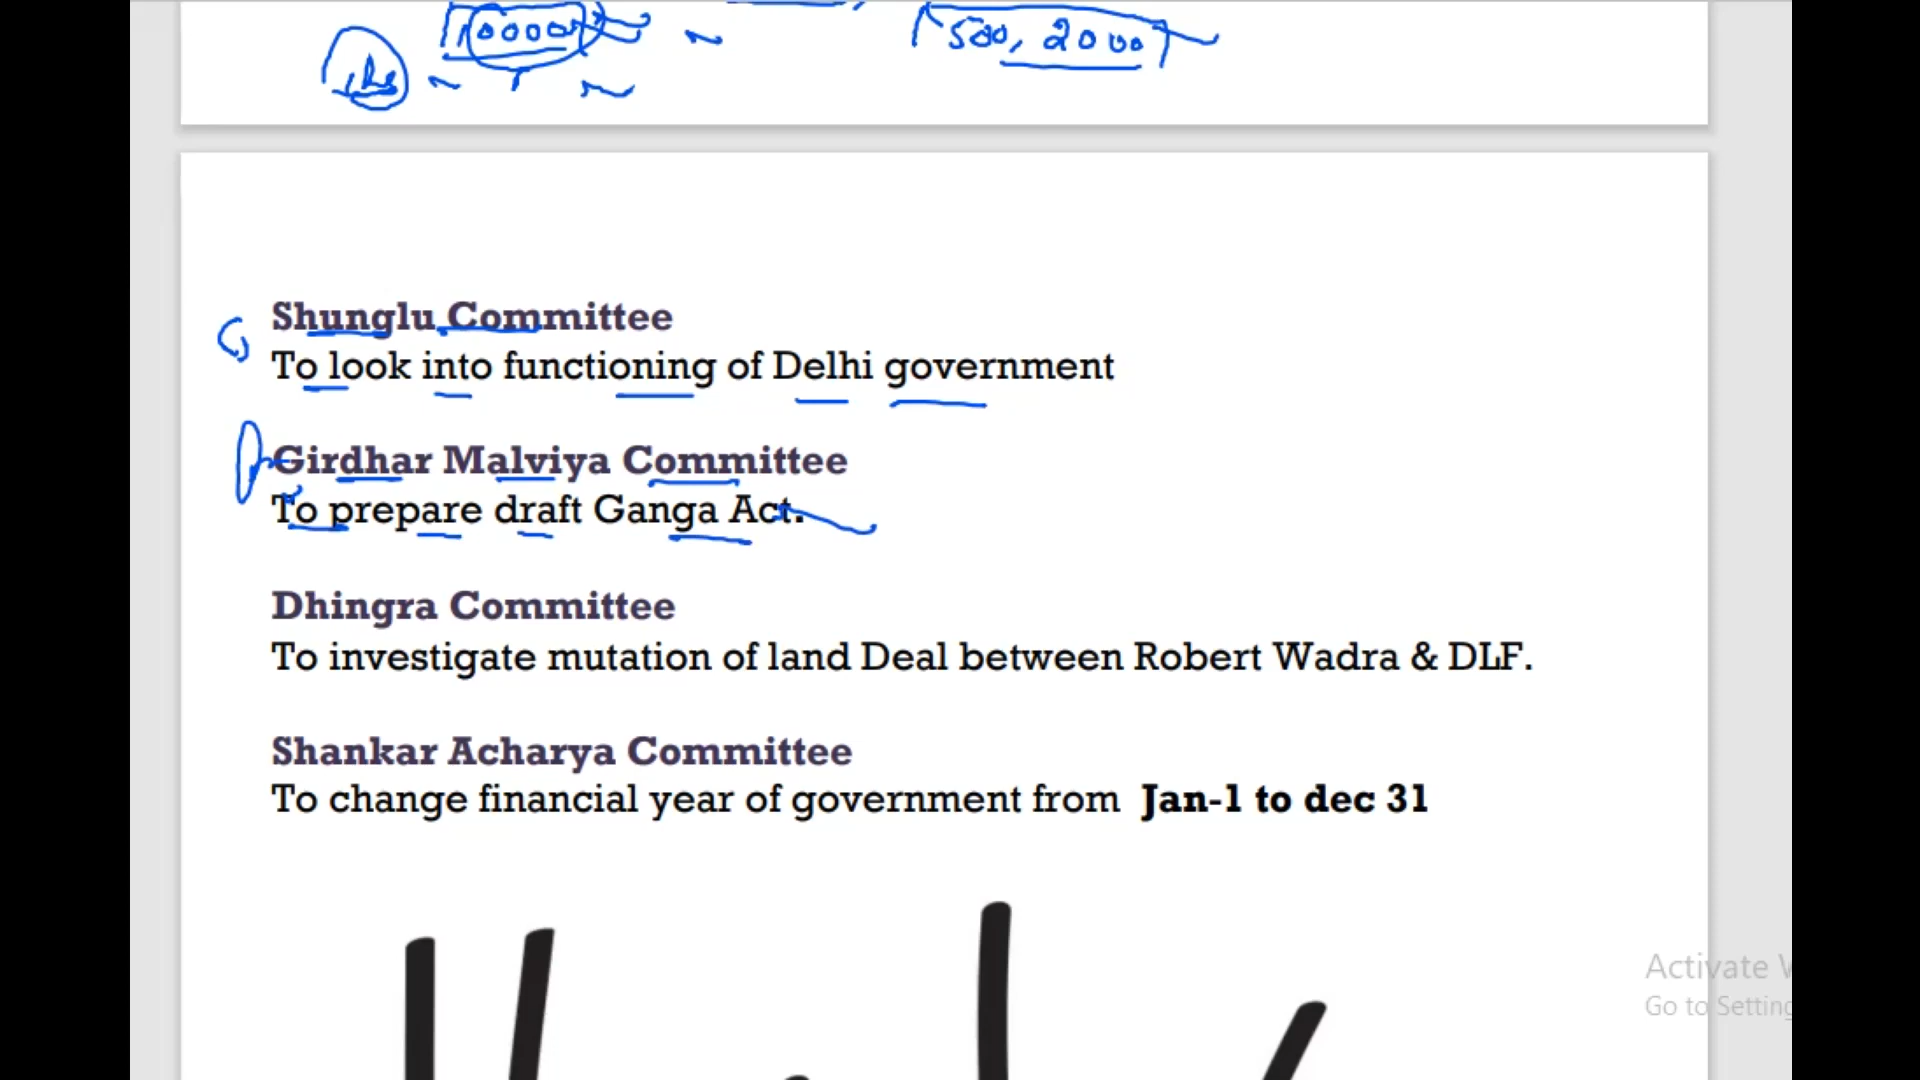 10000
500, 2000
1Rs
Shunglu Committee
To look into functioning of Delhi government
Girdhar Malviya Committee
To prepare draft Ganga Act.
Dhingra Committee
To investigate mutation of land Deal between Robert Wadra & DLF.
Shankar Acharya Committee
To change financial year of government from Jan-1 to dec 31
Activate
Go to Setting